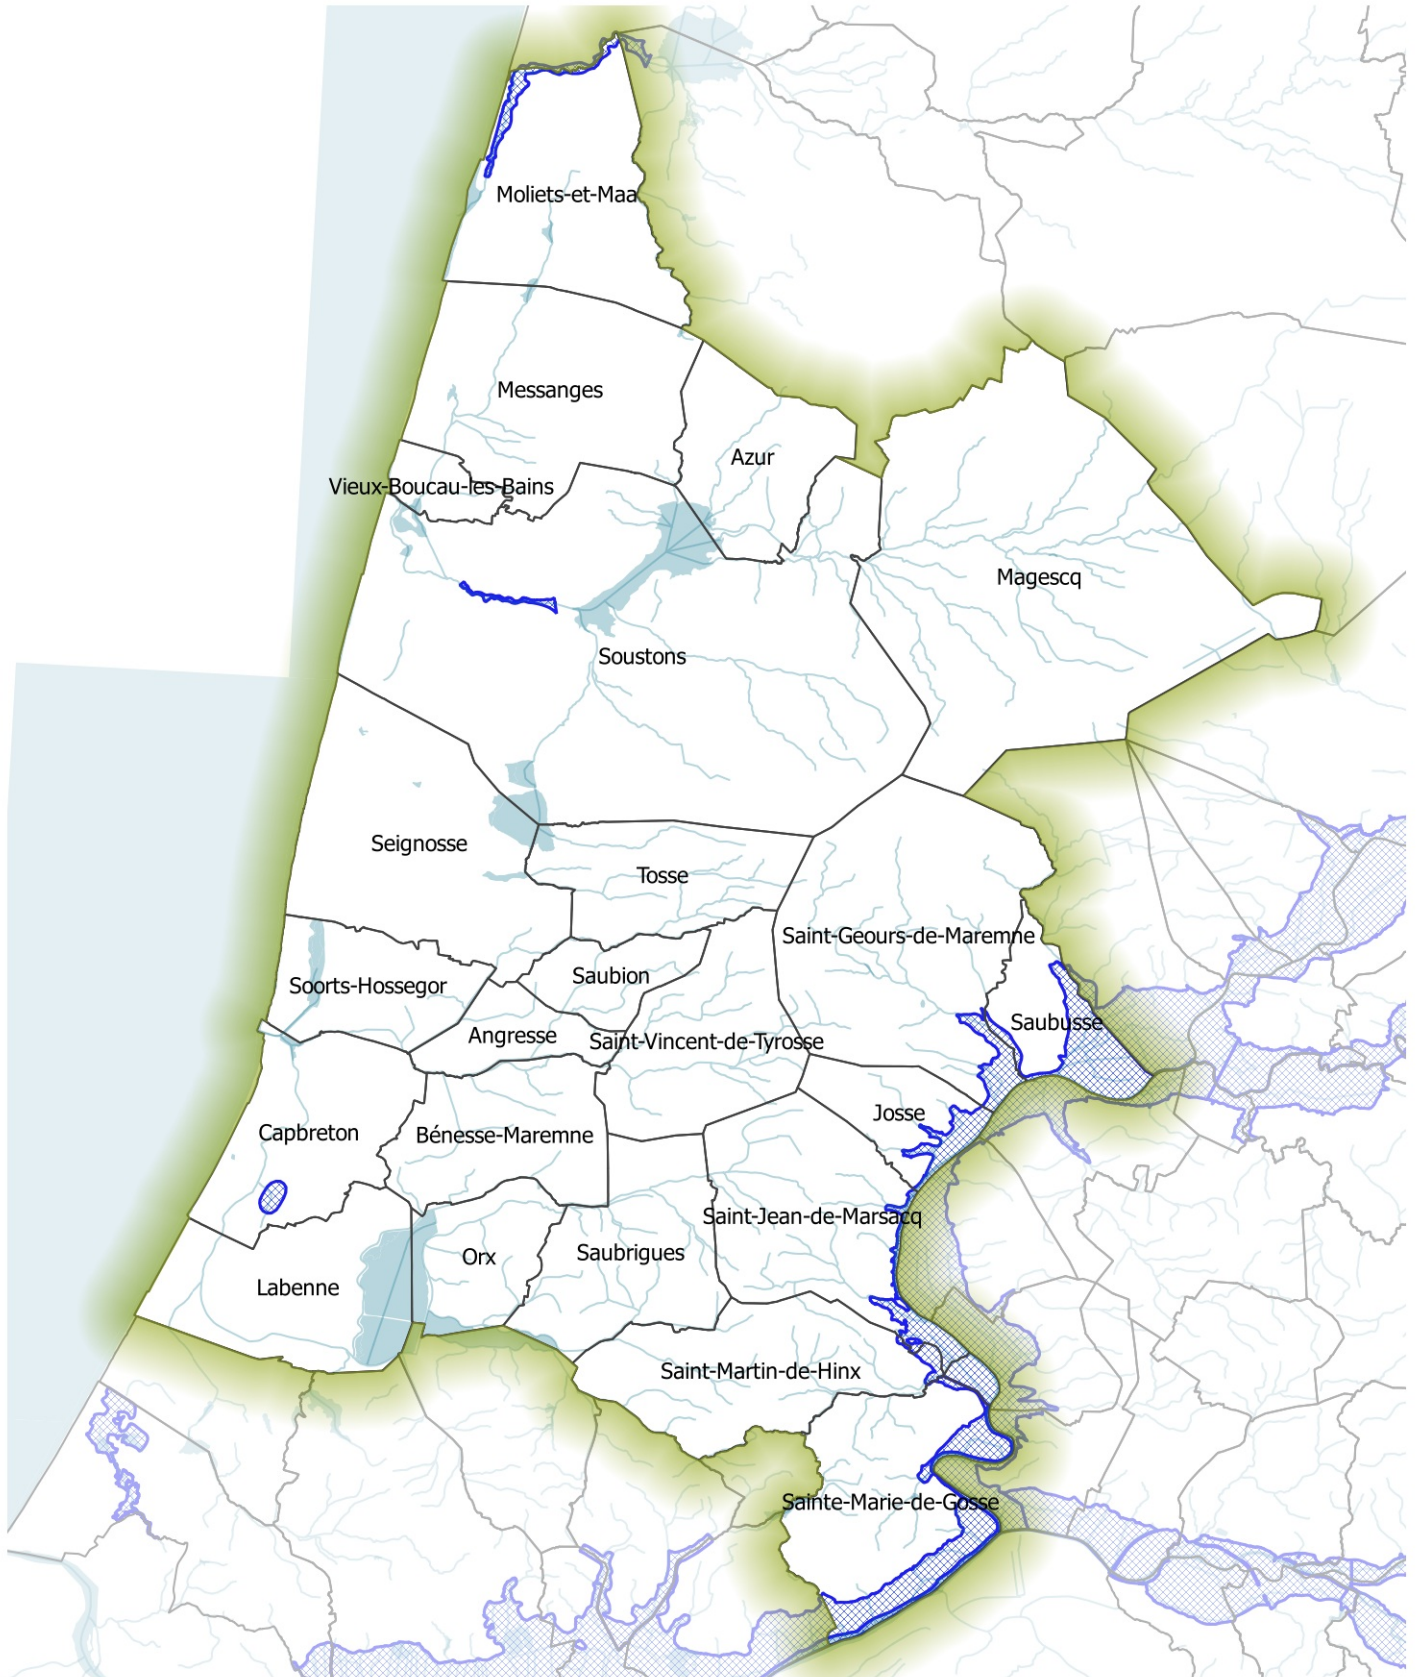 Moliets-et-Maa
Messanges
Azur
Vieux-Boucau-les-Bains
Magescq
Soustons
Seignosse
Tosse
Saint-Geours-de-Maremne
Saubion
Soorts-Hossegor
Saubusse
Angresse
Saint-Vincent-de-Tyrosse
Josse
Capbreton
Bénesse-Maremne
Saint-Jean-de-Marsacq
Saubrigues
Orx
Labenne
Saint-Martin-de-Hinx
Sainte-Marie-de-Gosse